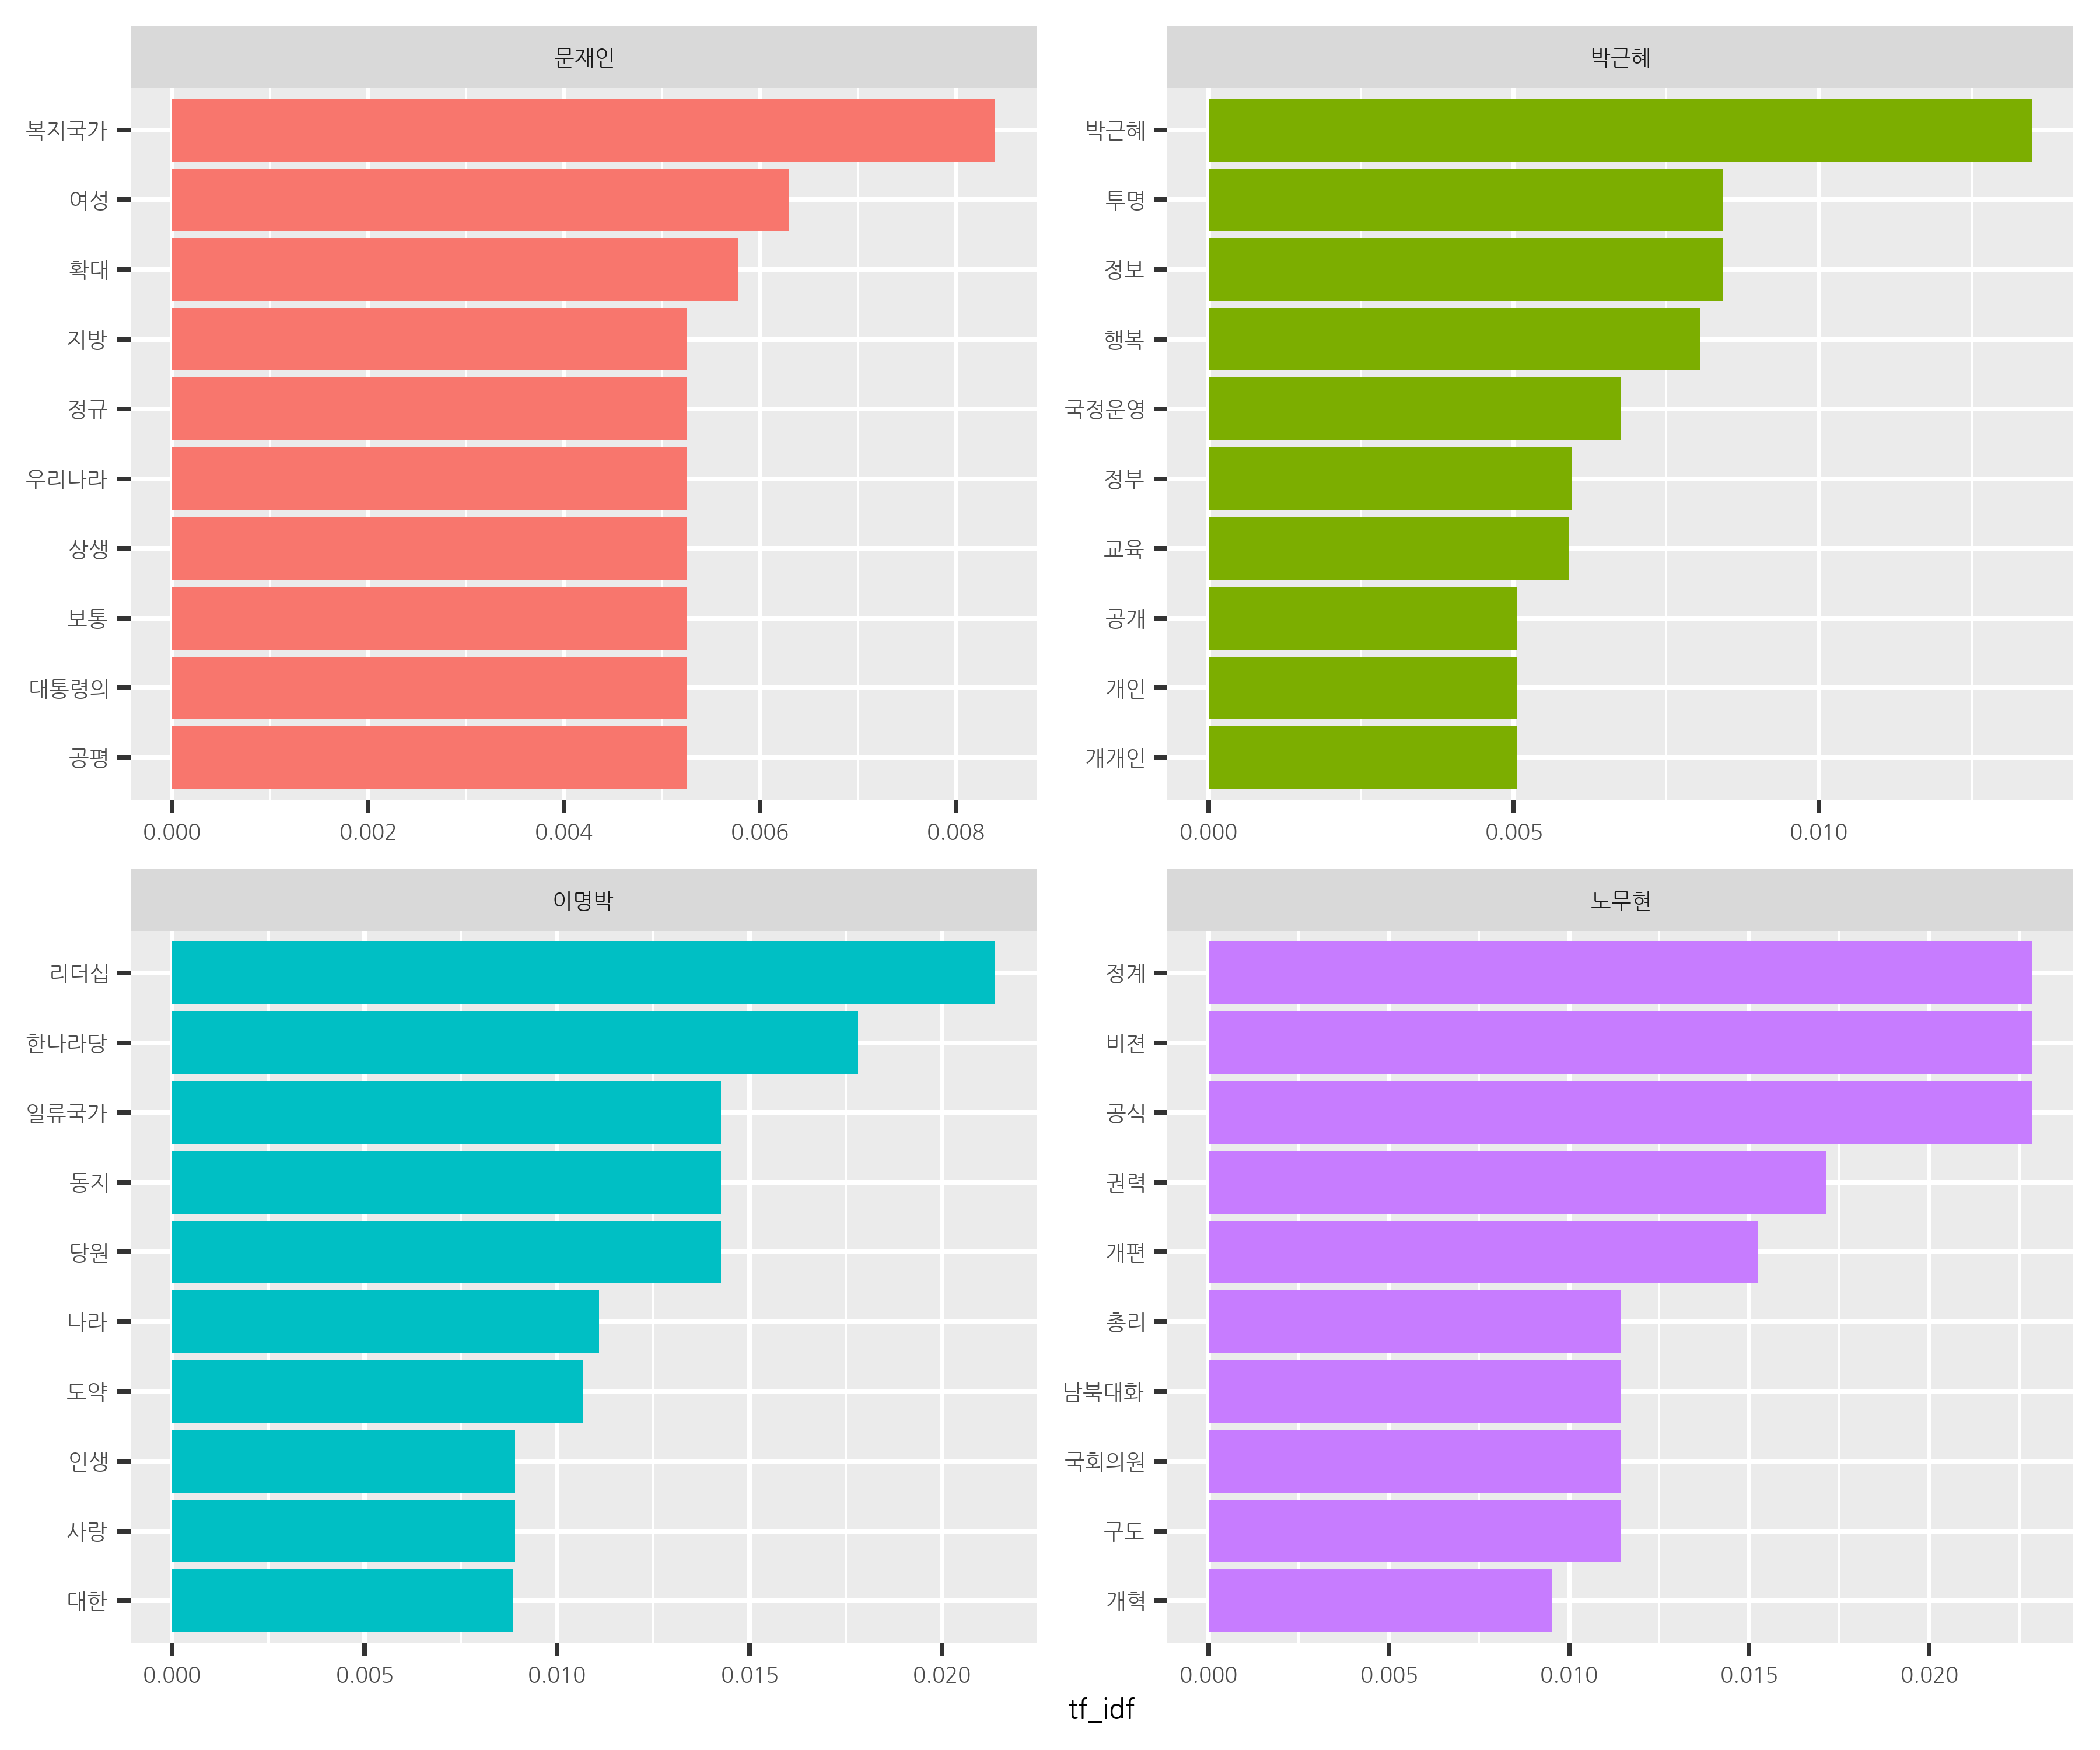 문재인
복지국가
여성
확대
지방
정규
우리나라
상생
보통
대통령의
공평
0.000 0.002 0.004 0.006 0.008
박근혜
박근혜
투명
정보
행복
국정운영
정부
교육
공개
개인
개개인
0.000 0.005 0.010
이명박
리더십
한나라당
일류국가
동지
당원
나라
도약
인생
사랑
대한
0.000 0.005 0.010 0.015 0.020
노무현
정계
비젼
공식
권력
개편
총리
남북대화
국회의원
구도
개혁
0.000 0.005 0.010 0.015 0.020
tf_idf